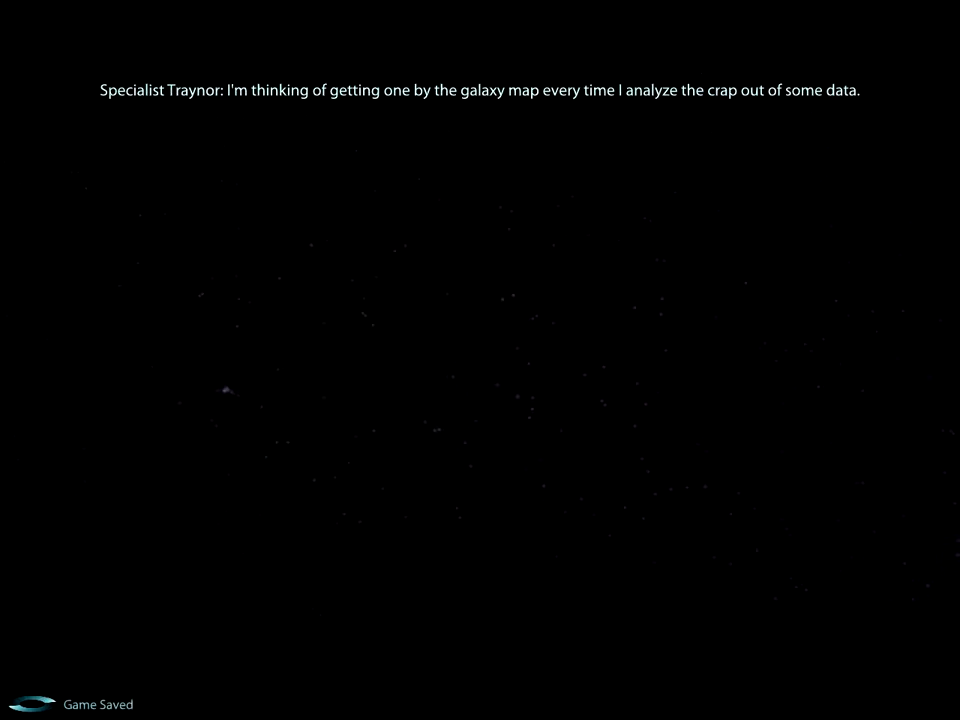 Specialist Traynor: I'm thinking of getting one by the galaxy map every time I analyze the crap out of some data.
Game Saved